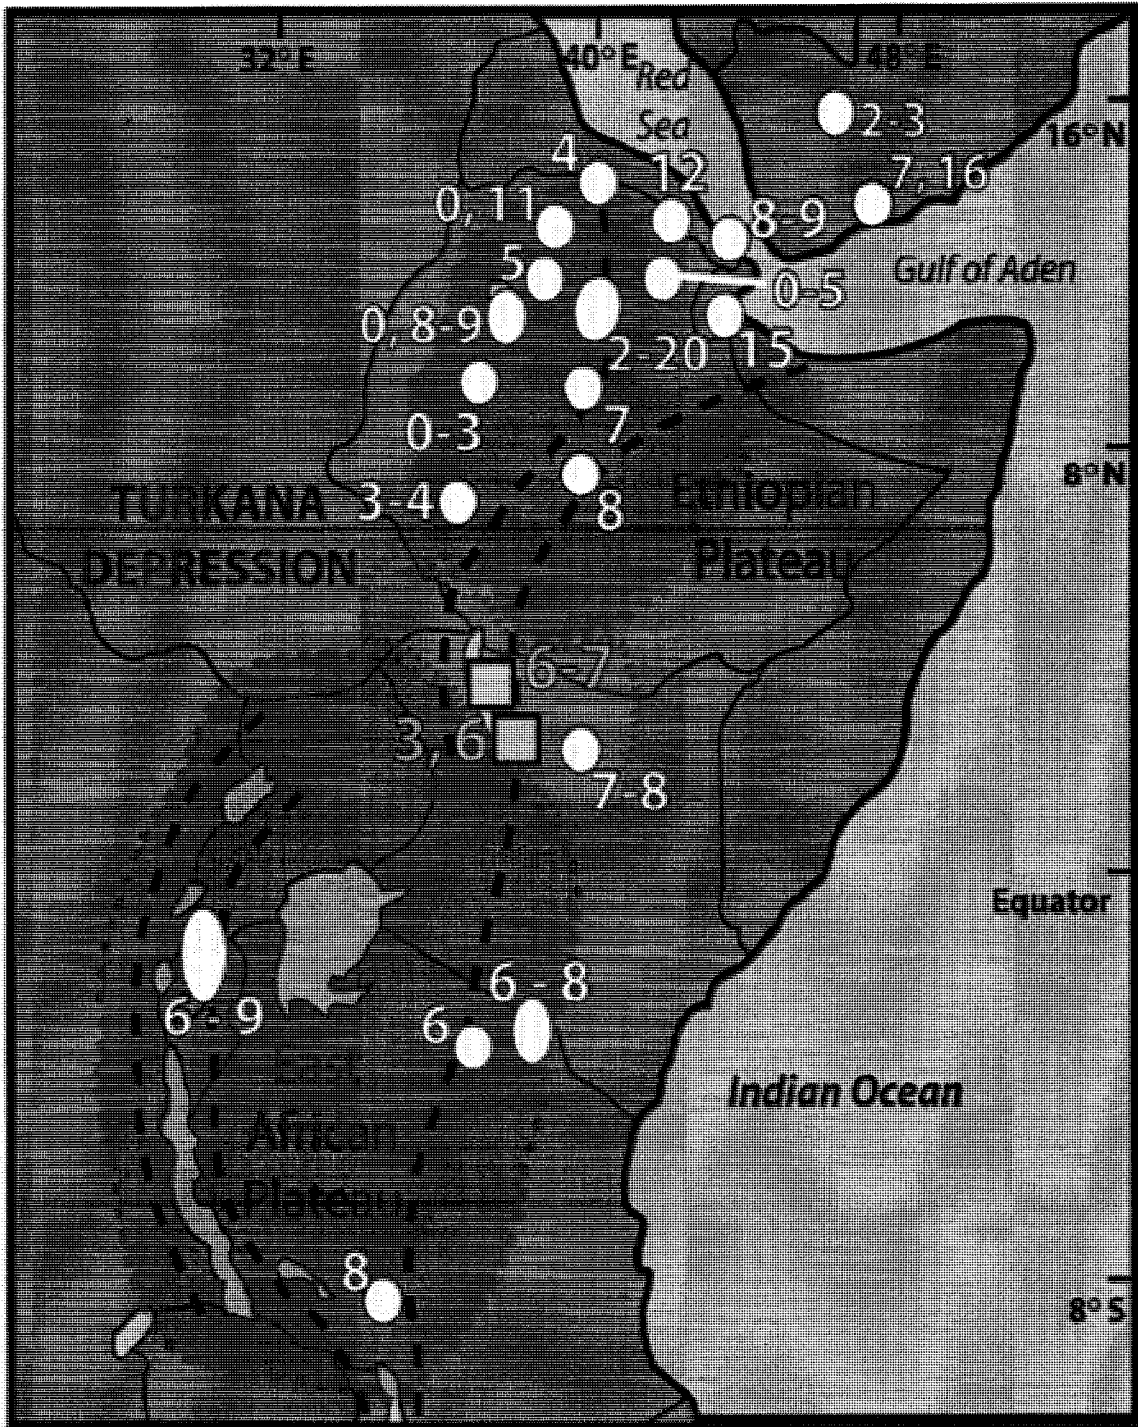 32° E
40° E
48° E
Red
Sea
2-3
16° N
4
12
7, 16
0, 11
8-9
5
Gulf of Aden
0-5
0, 8-9
2-20
15
0-3
7
8° N
3-4
8
Ethiopian
Plateau
TURKANA
DEPRESSION
6-7
3, 6
7-8
Equator
6 - 8
6 - 9
6
East
African
Plateau
Indian Ocean
8
8° S